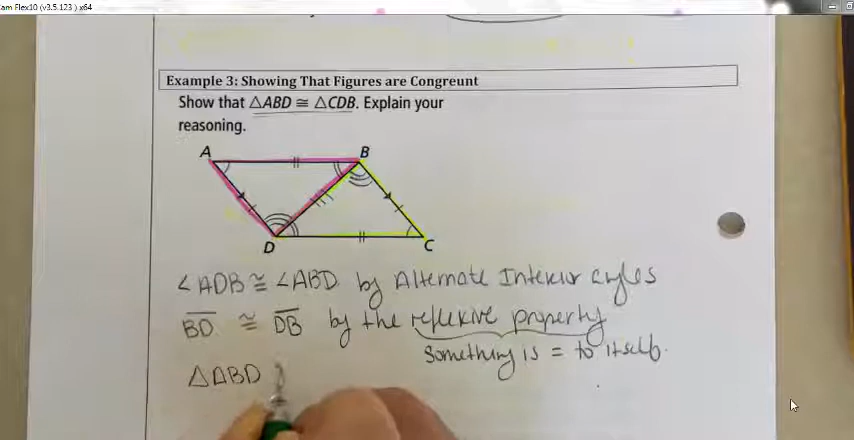 am Flex10 (v3.5.123 ) x64
Example 3: Showing That Figures are Congruent
Show that △ABD ≅ △CDB. Explain your
reasoning.
A
B
D
C
∠ADB ≅ ∠ABD by Alternate Interior angles
BD ≅ DB by the reflexive property
Something is = to itself.
△ABD